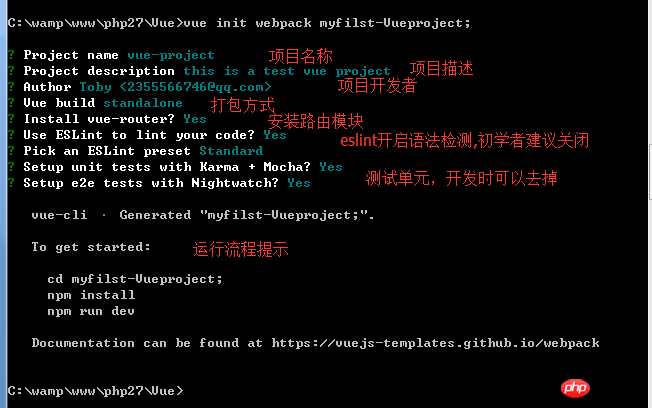 C:\wamp\www\php27\Vue>vue init webpack myfilst-Vueproject;
? Project name vue-project 项目名称
? Project description this is a test vue project 项目描述
? Author Toby <2355566746@qq.com> 项目开发者
? Vue build standalone 打包方式
? Install vue-router? Yes 安装路由模块
? Use ESLint to lint your code? Yes eslint开启语法检测,初学者建议关闭
? Pick an ESLint preset Standard
? Setup unit tests with Karma + Mocha? Yes
? Setup e2e tests with Nightwatch? Yes 测试单元，开发时可以去掉
vue-cli · Generated "myfilst-Vueproject;".
To get started: 运行流程提示
cd myfilst-Vueproject;
npm install
npm run dev
Documentation can be found at https://vuejs-templates.github.io/webpack
C:\wamp\www\php27\Vue>
php